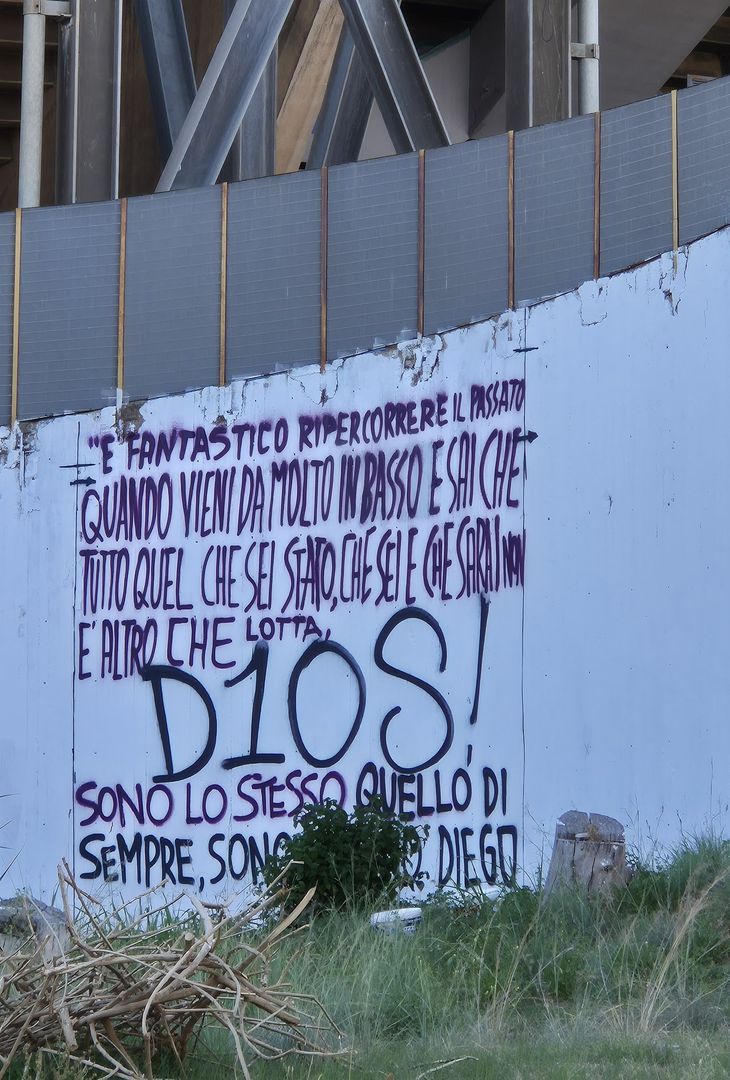 "E FANTASTICO RIPERCORRERE IL PASSATO
QUANDO VIENI DA MOLTO IN BASSO E SAI CHE
TUTTO QUEL CHE SEI STATO, CHE SEI E CHE SARAI NON
E' ALTRO CHE LOTTA,
D1OS!
SONO LO STESSO QUELLO DI
SEMPRE, SONO DIEGO